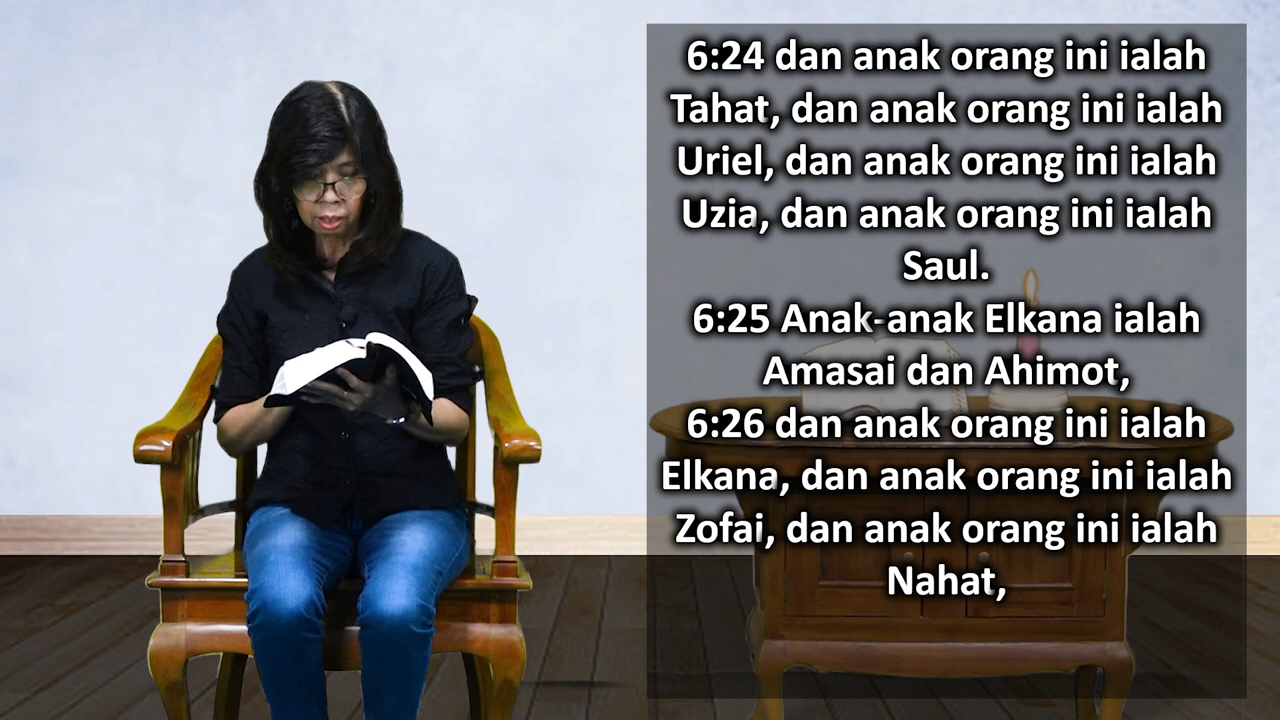 6:24 dan anak orang ini ialah
Tahat, dan anak orang ini ialah
Uriel, dan anak orang ini ialah
Uzia, dan anak orang ini ialah
Saul.
6:25 Anak-anak Elkana ialah
Amasai dan Ahimot,
6:26 dan anak orang ini ialah
Elkana, dan anak orang ini ialah
Zofai, dan anak orang ini ialah
Nahat,